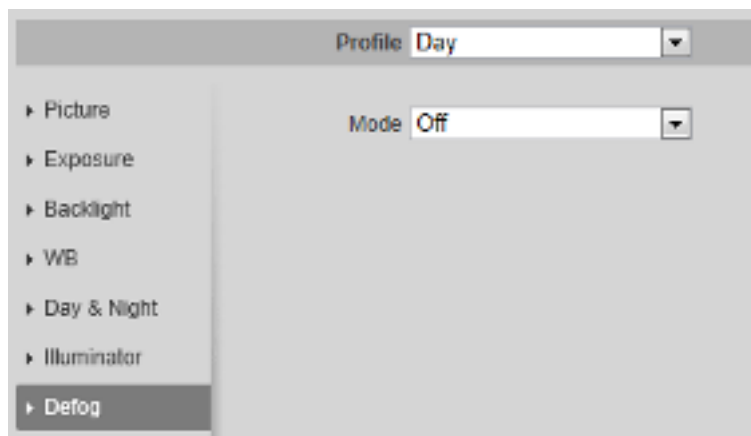 Profile Day
Mode Off
Picture
Exposure
Backlight
WB
Day & Night
Illuminator
Defog